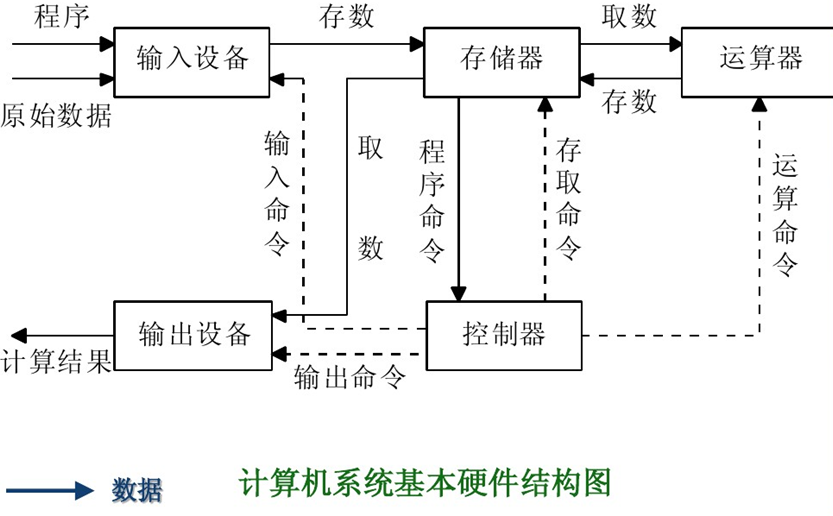 程序
存数
取数
输入设备
存储器
运算器
存数
原始数据
输入命令
取数
程序命令
存取命令
运算命令
输出设备
控制器
计算结果
输出命令
数据
计算机系统基本硬件结构图